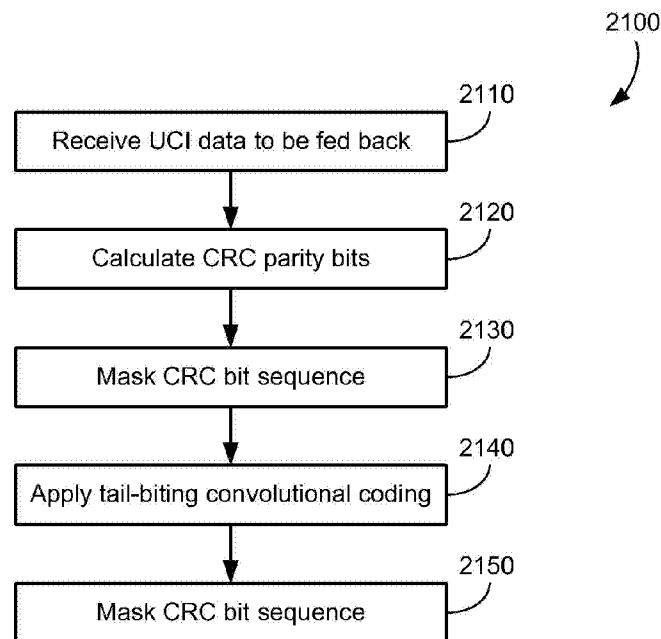 2100
2110
Receive UCI data to be fed back
2120
Calculate CRC parity bits
2130
Mask CRC bit sequence
2140
Apply tail-biting convolutional coding
2150
Mask CRC bit sequence